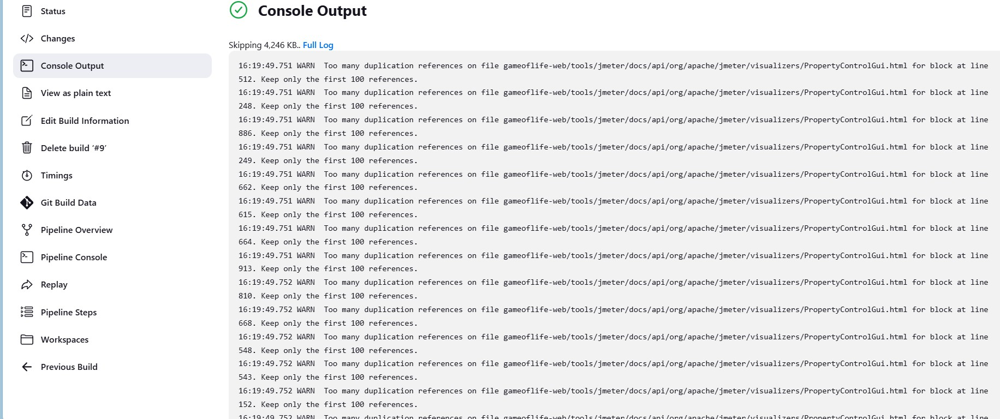 Status
Changes
Console Output
View as plain text
Edit Build Information
Delete build ‘#9’
Timings
Git Build Data
Pipeline Overview
Pipeline Console
Replay
Pipeline Steps
Workspaces
Previous Build
Console Output
Skipping 4,246 KB.. Full Log
16:19:49.751 WARN  Too many duplication references on file gameoflife-web/tools/jmeter/docs/api/org/apache/jmeter/visualizers/PropertyControlGui.html for block at line
512. Keep only the first 100 references.
16:19:49.751 WARN  Too many duplication references on file gameoflife-web/tools/jmeter/docs/api/org/apache/jmeter/visualizers/PropertyControlGui.html for block at line
248. Keep only the first 100 references.
16:19:49.751 WARN  Too many duplication references on file gameoflife-web/tools/jmeter/docs/api/org/apache/jmeter/visualizers/PropertyControlGui.html for block at line
886. Keep only the first 100 references.
16:19:49.751 WARN  Too many duplication references on file gameoflife-web/tools/jmeter/docs/api/org/apache/jmeter/visualizers/PropertyControlGui.html for block at line
249. Keep only the first 100 references.
16:19:49.751 WARN  Too many duplication references on file gameoflife-web/tools/jmeter/docs/api/org/apache/jmeter/visualizers/PropertyControlGui.html for block at line
662. Keep only the first 100 references.
16:19:49.751 WARN  Too many duplication references on file gameoflife-web/tools/jmeter/docs/api/org/apache/jmeter/visualizers/PropertyControlGui.html for block at line
615. Keep only the first 100 references.
16:19:49.751 WARN  Too many duplication references on file gameoflife-web/tools/jmeter/docs/api/org/apache/jmeter/visualizers/PropertyControlGui.html for block at line
664. Keep only the first 100 references.
16:19:49.751 WARN  Too many duplication references on file gameoflife-web/tools/jmeter/docs/api/org/apache/jmeter/visualizers/PropertyControlGui.html for block at line
913. Keep only the first 100 references.
16:19:49.752 WARN  Too many duplication references on file gameoflife-web/tools/jmeter/docs/api/org/apache/jmeter/visualizers/PropertyControlGui.html for block at line
810. Keep only the first 100 references.
16:19:49.752 WARN  Too many duplication references on file gameoflife-web/tools/jmeter/docs/api/org/apache/jmeter/visualizers/PropertyControlGui.html for block at line
668. Keep only the first 100 references.
16:19:49.752 WARN  Too many duplication references on file gameoflife-web/tools/jmeter/docs/api/org/apache/jmeter/visualizers/PropertyControlGui.html for block at line
548. Keep only the first 100 references.
16:19:49.752 WARN  Too many duplication references on file gameoflife-web/tools/jmeter/docs/api/org/apache/jmeter/visualizers/PropertyControlGui.html for block at line
543. Keep only the first 100 references.
16:19:49.752 WARN  Too many duplication references on file gameoflife-web/tools/jmeter/docs/api/org/apache/jmeter/visualizers/PropertyControlGui.html for block at line
152. Keep only the first 100 references.
16:19:49.752 WARN  Too many duplication references on file gameoflife-web/tools/jmeter/docs/api/org/apache/jmeter/visualizers/PropertyControlGui.html for block at line